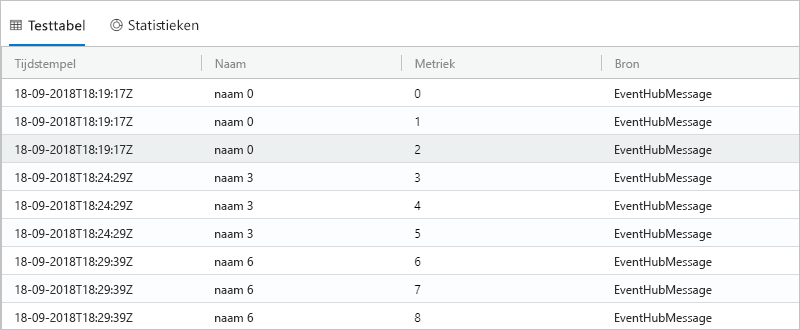 Testtabel Statistieken
Tijdstempel Naam Metriek Bron
18-09-2018T18:19:17Z naam 0 0 EventHubMessage
18-09-2018T18:19:17Z naam 0 1 EventHubMessage
18-09-2018T18:19:17Z naam 0 2 EventHubMessage
18-09-2018T18:24:29Z naam 3 3 EventHubMessage
18-09-2018T18:24:29Z naam 3 4 EventHubMessage
18-09-2018T18:24:29Z naam 3 5 EventHubMessage
18-09-2018T18:29:39Z naam 6 6 EventHubMessage
18-09-2018T18:29:39Z naam 6 7 EventHubMessage
18-09-2018T18:29:39Z naam 6 8 EventHubMessage